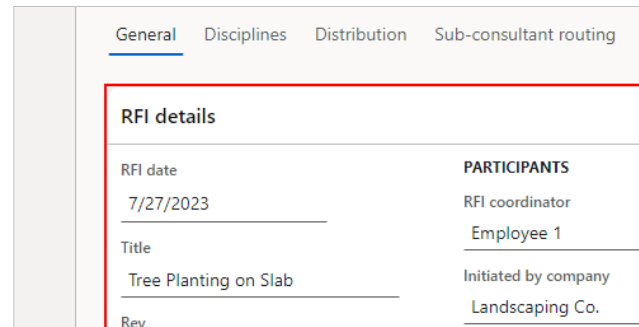 General Disciplines Distribution Sub-consultant routing
RFI details
RFI date
7/27/2023
Title
Tree Planting on Slab
Rev
PARTICIPANTS
RFI coordinator
Employee 1
Initiated by company
Landscaping Co.